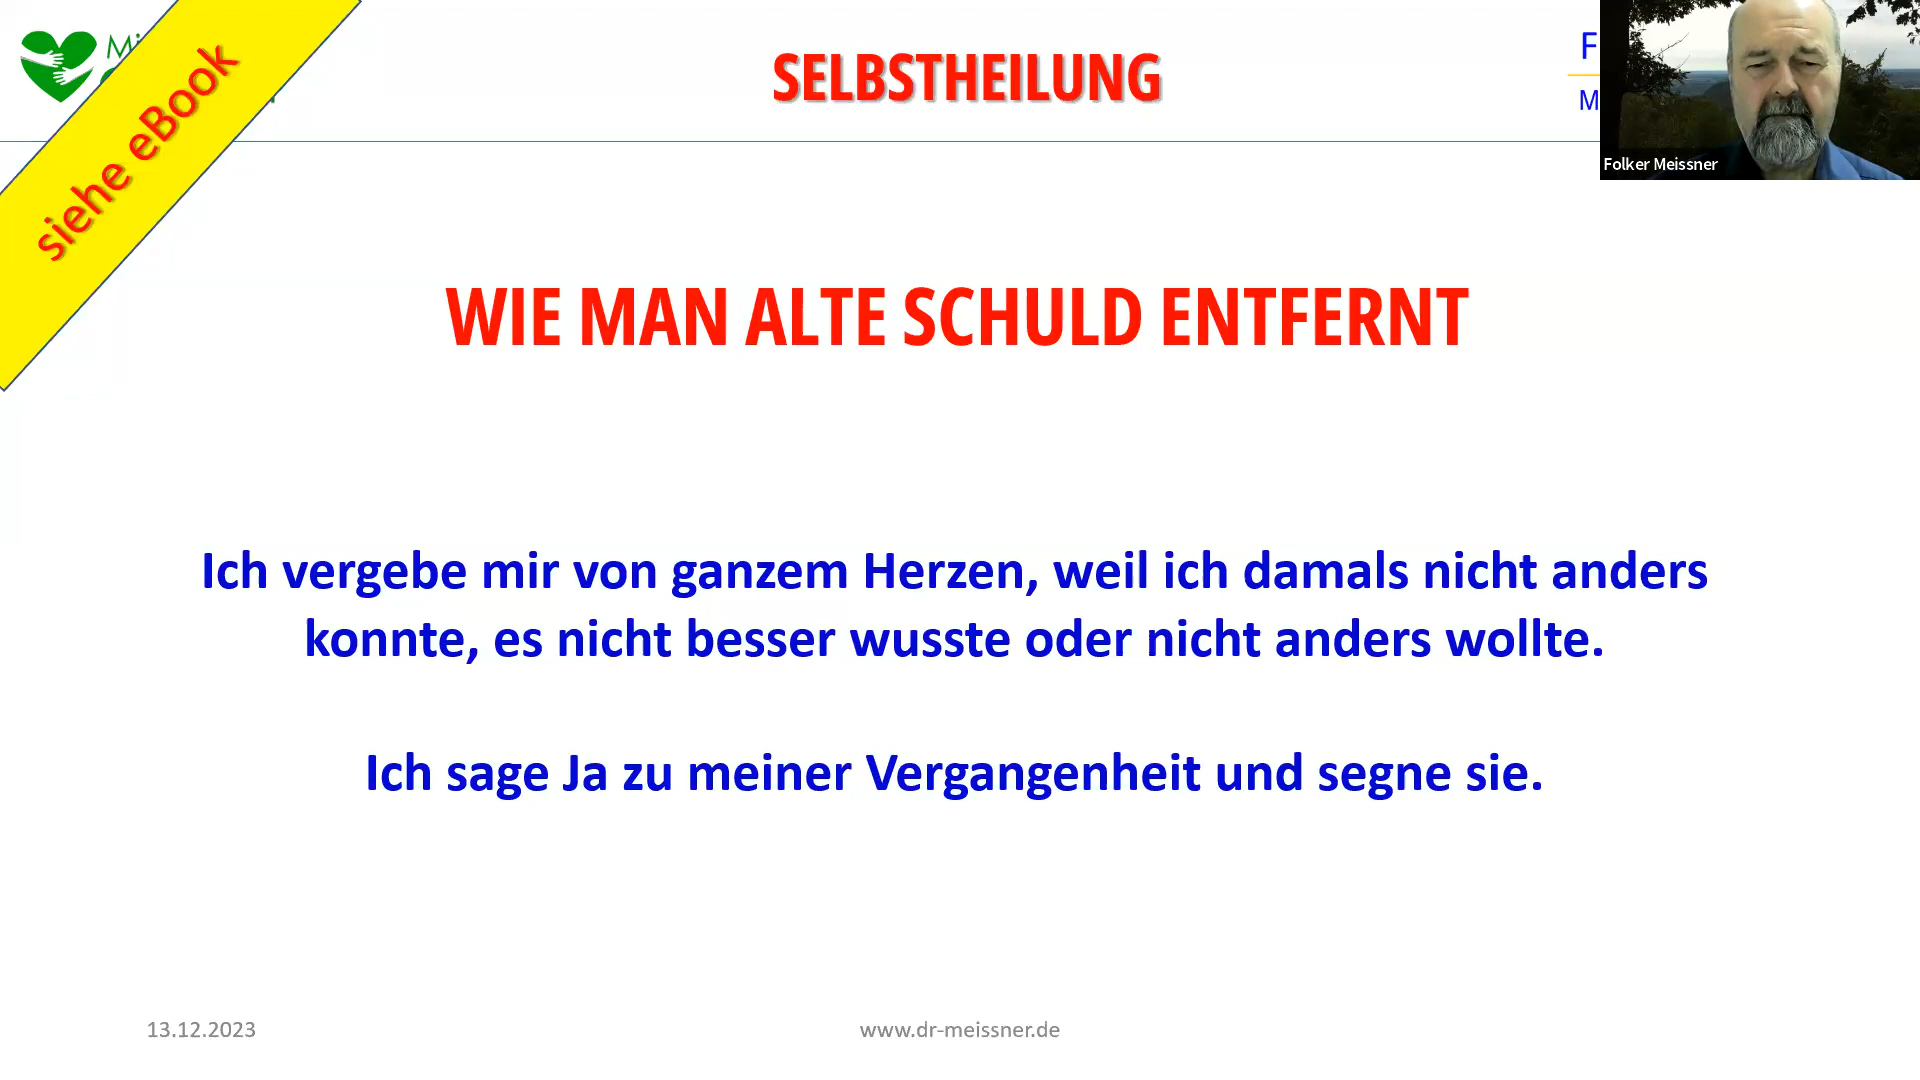 siehe eBook
SELBSTHEILUNG
Folker Meissner
WIE MAN ALTE SCHULD ENTFERNT
Ich vergebe mir von ganzem Herzen, weil ich damals nicht anders
konnte, es nicht besser wusste oder nicht anders wollte.
Ich sage Ja zu meiner Vergangenheit und segne sie.
13.12.2023
www.dr-meissner.de